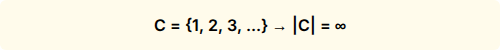 C = {1, 2, 3, ...} → |C| = ∞